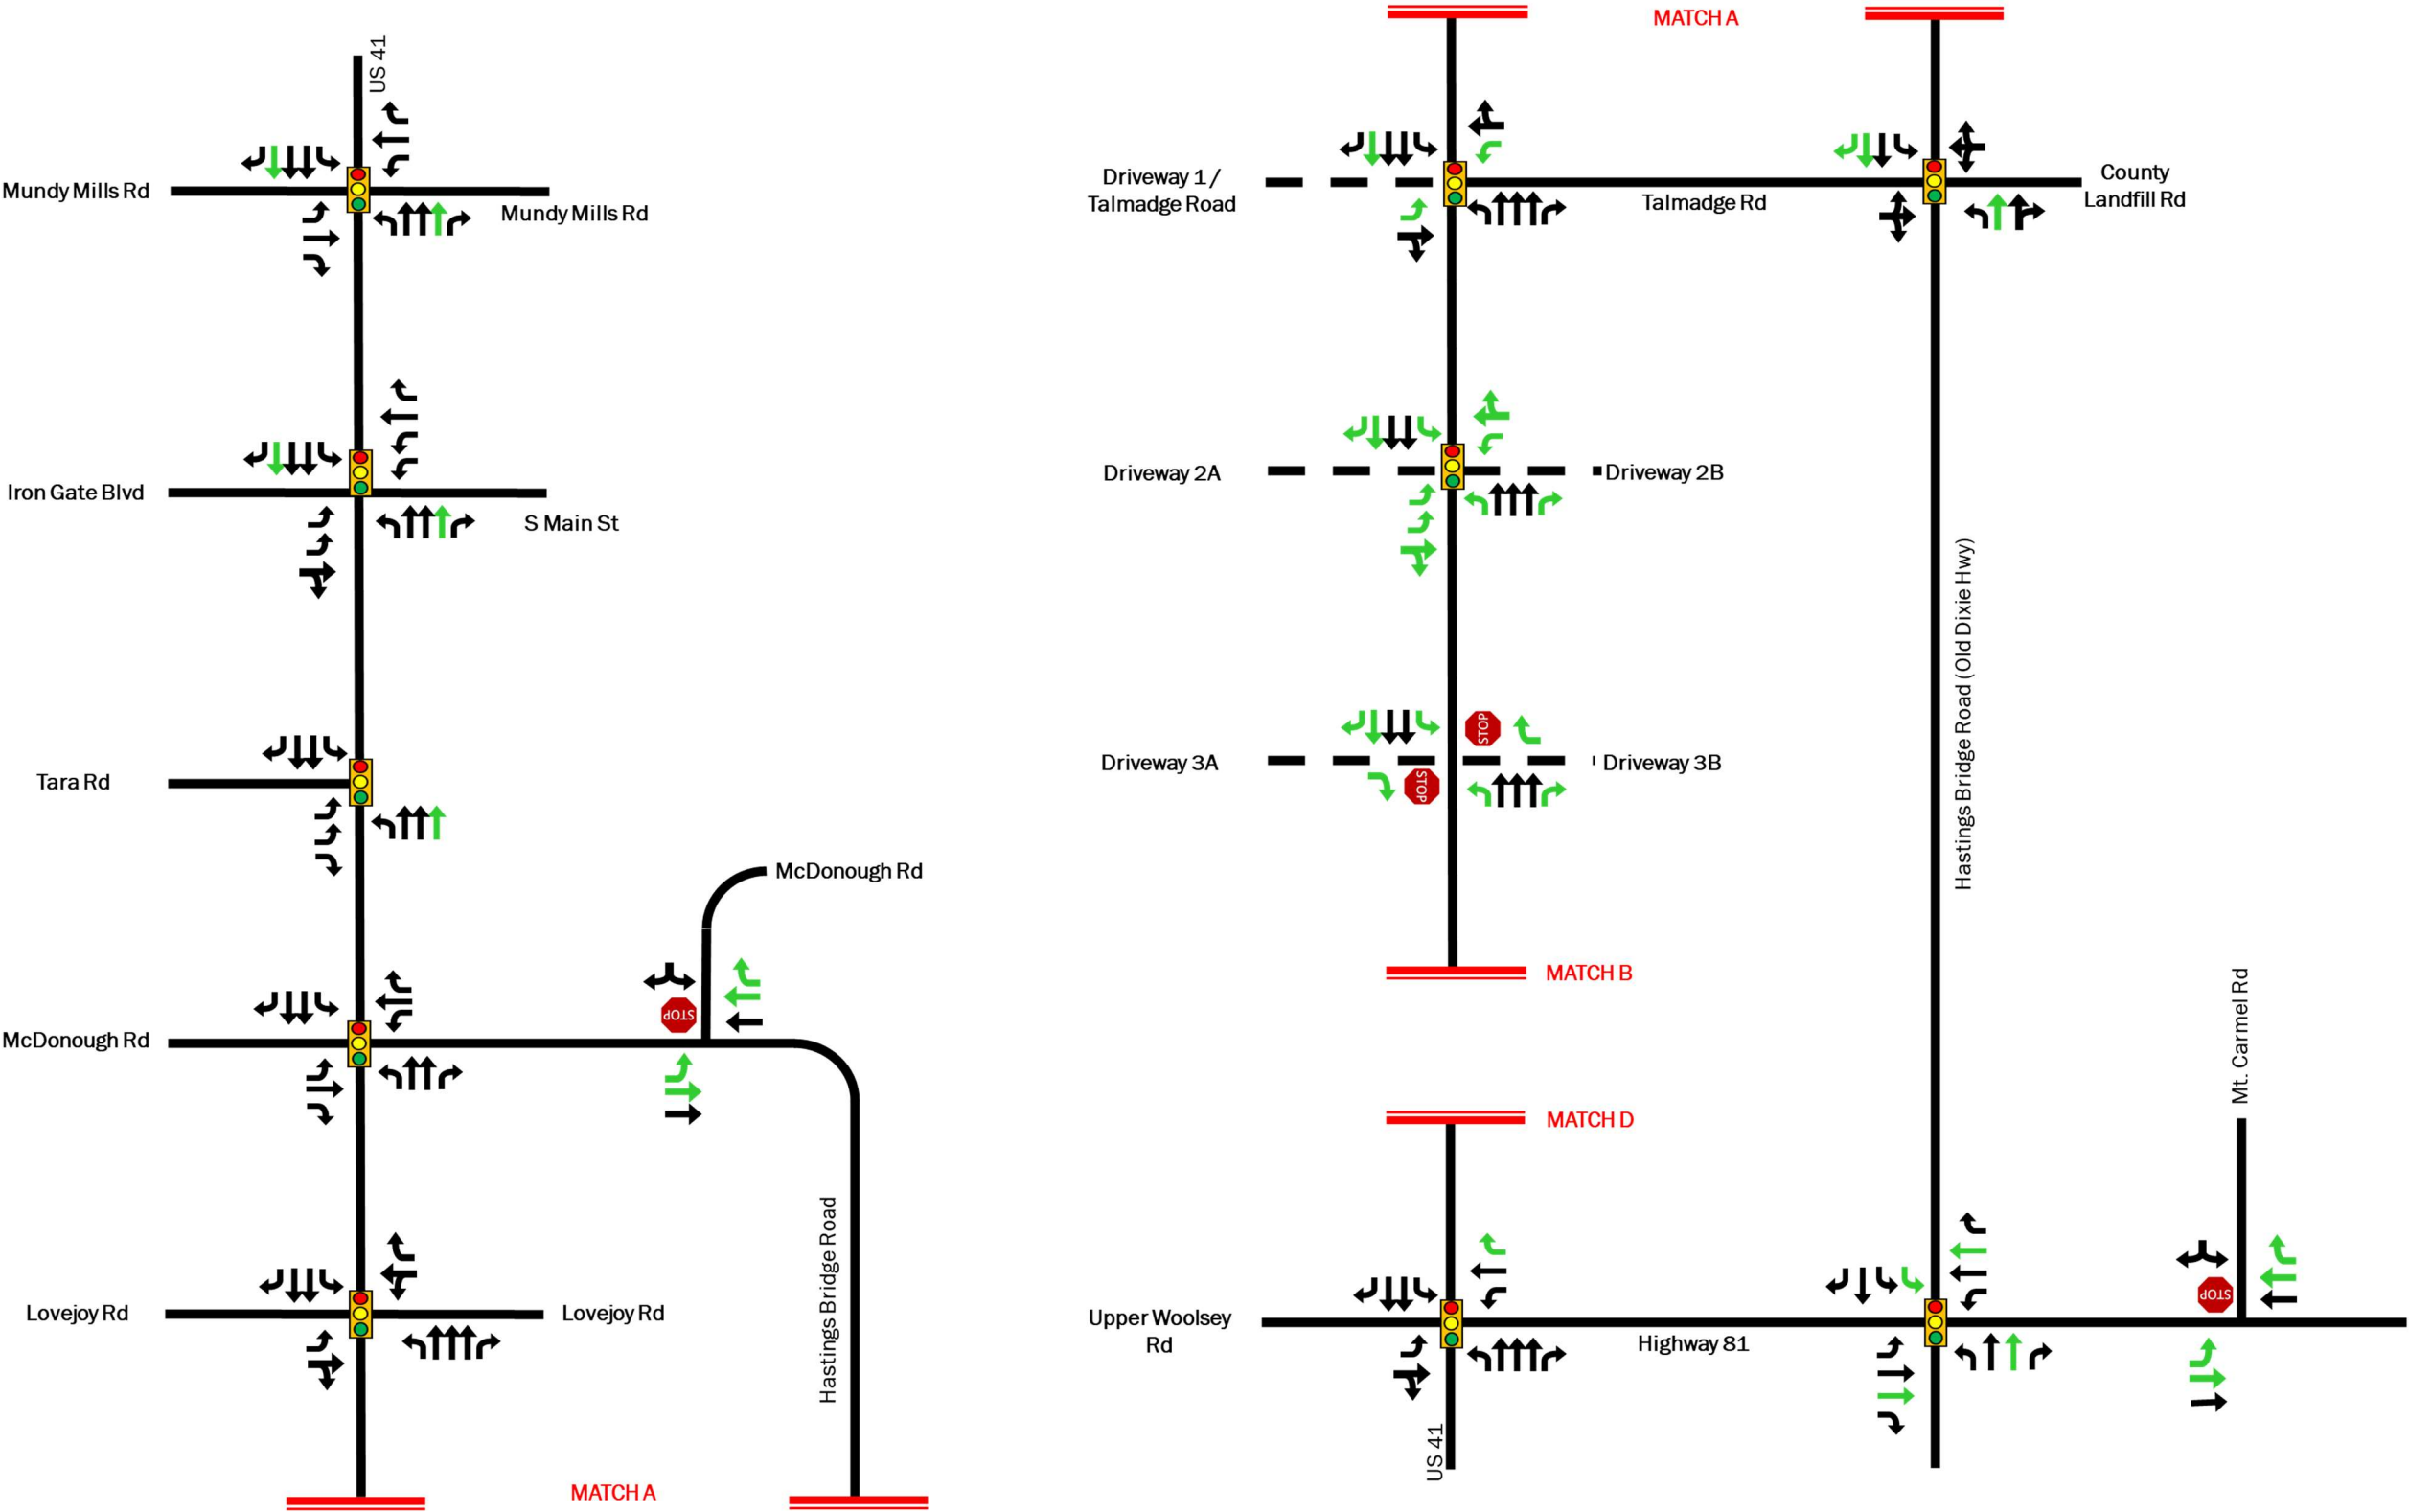 US 41
Mundy Mills Rd
Mundy Mills Rd
Iron Gate Blvd
S Main St
Tara Rd
McDonough Rd
McDonough Rd
STOP
Lovejoy Rd
Lovejoy Rd
Hastings Bridge Road
MATCH A
MATCH A
Driveway 1/
Talmadge Road
Talmadge Rd
County
Landfill Rd
Driveway 2A
Driveway 2B
Hastings Bridge Road (Old Dixie Hwy)
STOP
Driveway 3A
Driveway 3B
STOP
MATCH B
MATCH D
Mt. Carmel Rd
STOP
Upper Woolsey
Rd
Highway 81
US 41